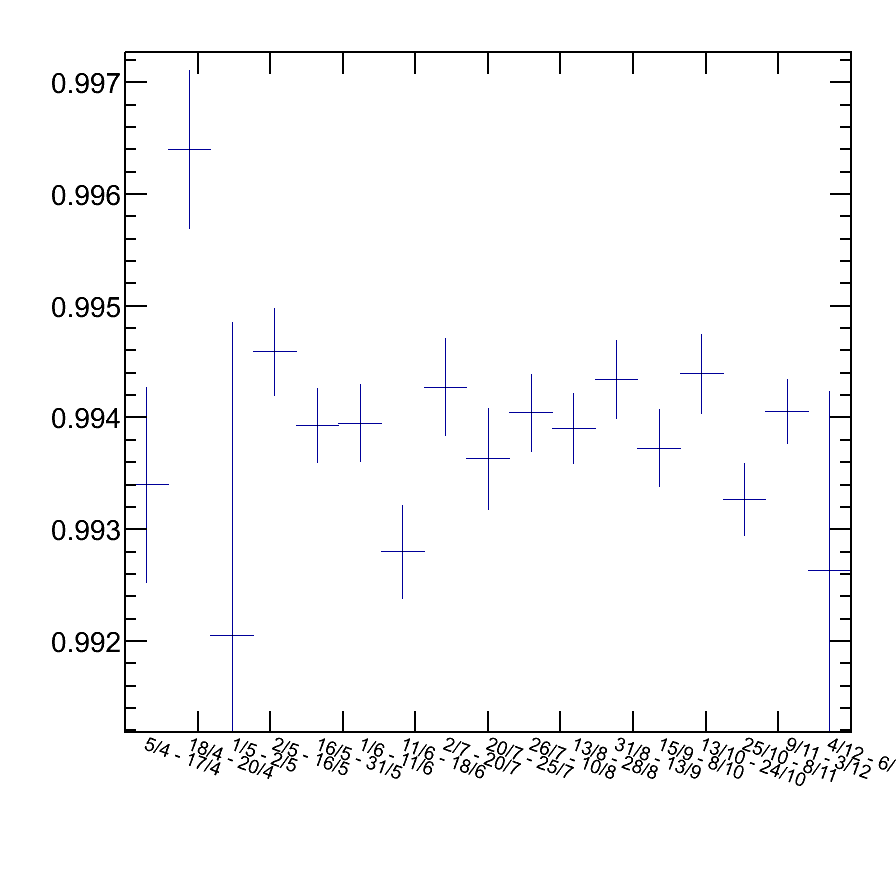 0.997
0.996
0.995
0.994
0.993
0.992
5/4 - 17/4
18/4 - 20/4
1/5 - 2/5
2/5 - 16/5
16/5 - 31/5
1/6 - 11/6
11/6 - 18/6
2/7 - 20/7
20/7 - 25/7
26/7 - 10/8
13/8 - 28/8
31/8 - 13/9
15/9 - 8/10
13/10 - 24/10
25/10 - 8/11
9/11 - 3/12
4/12 - 6/